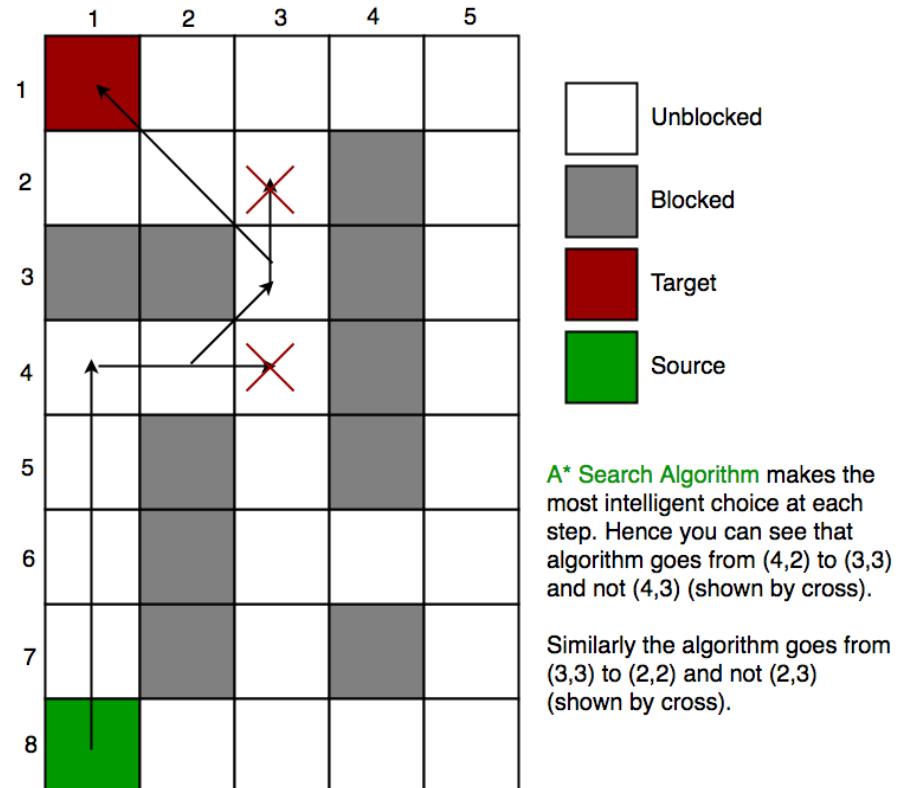 1 2 3 4 5
1
2
3
4
5
6
7
8
Unblocked
Blocked
Target
Source
A* Search Algorithm makes the
most intelligent choice at each
step. Hence you can see that
algorithm goes from (4,2) to (3,3)
and not (4,3) (shown by cross).
Similarly the algorithm goes from
(3,3) to (2,2) and not (2,3)
(shown by cross).